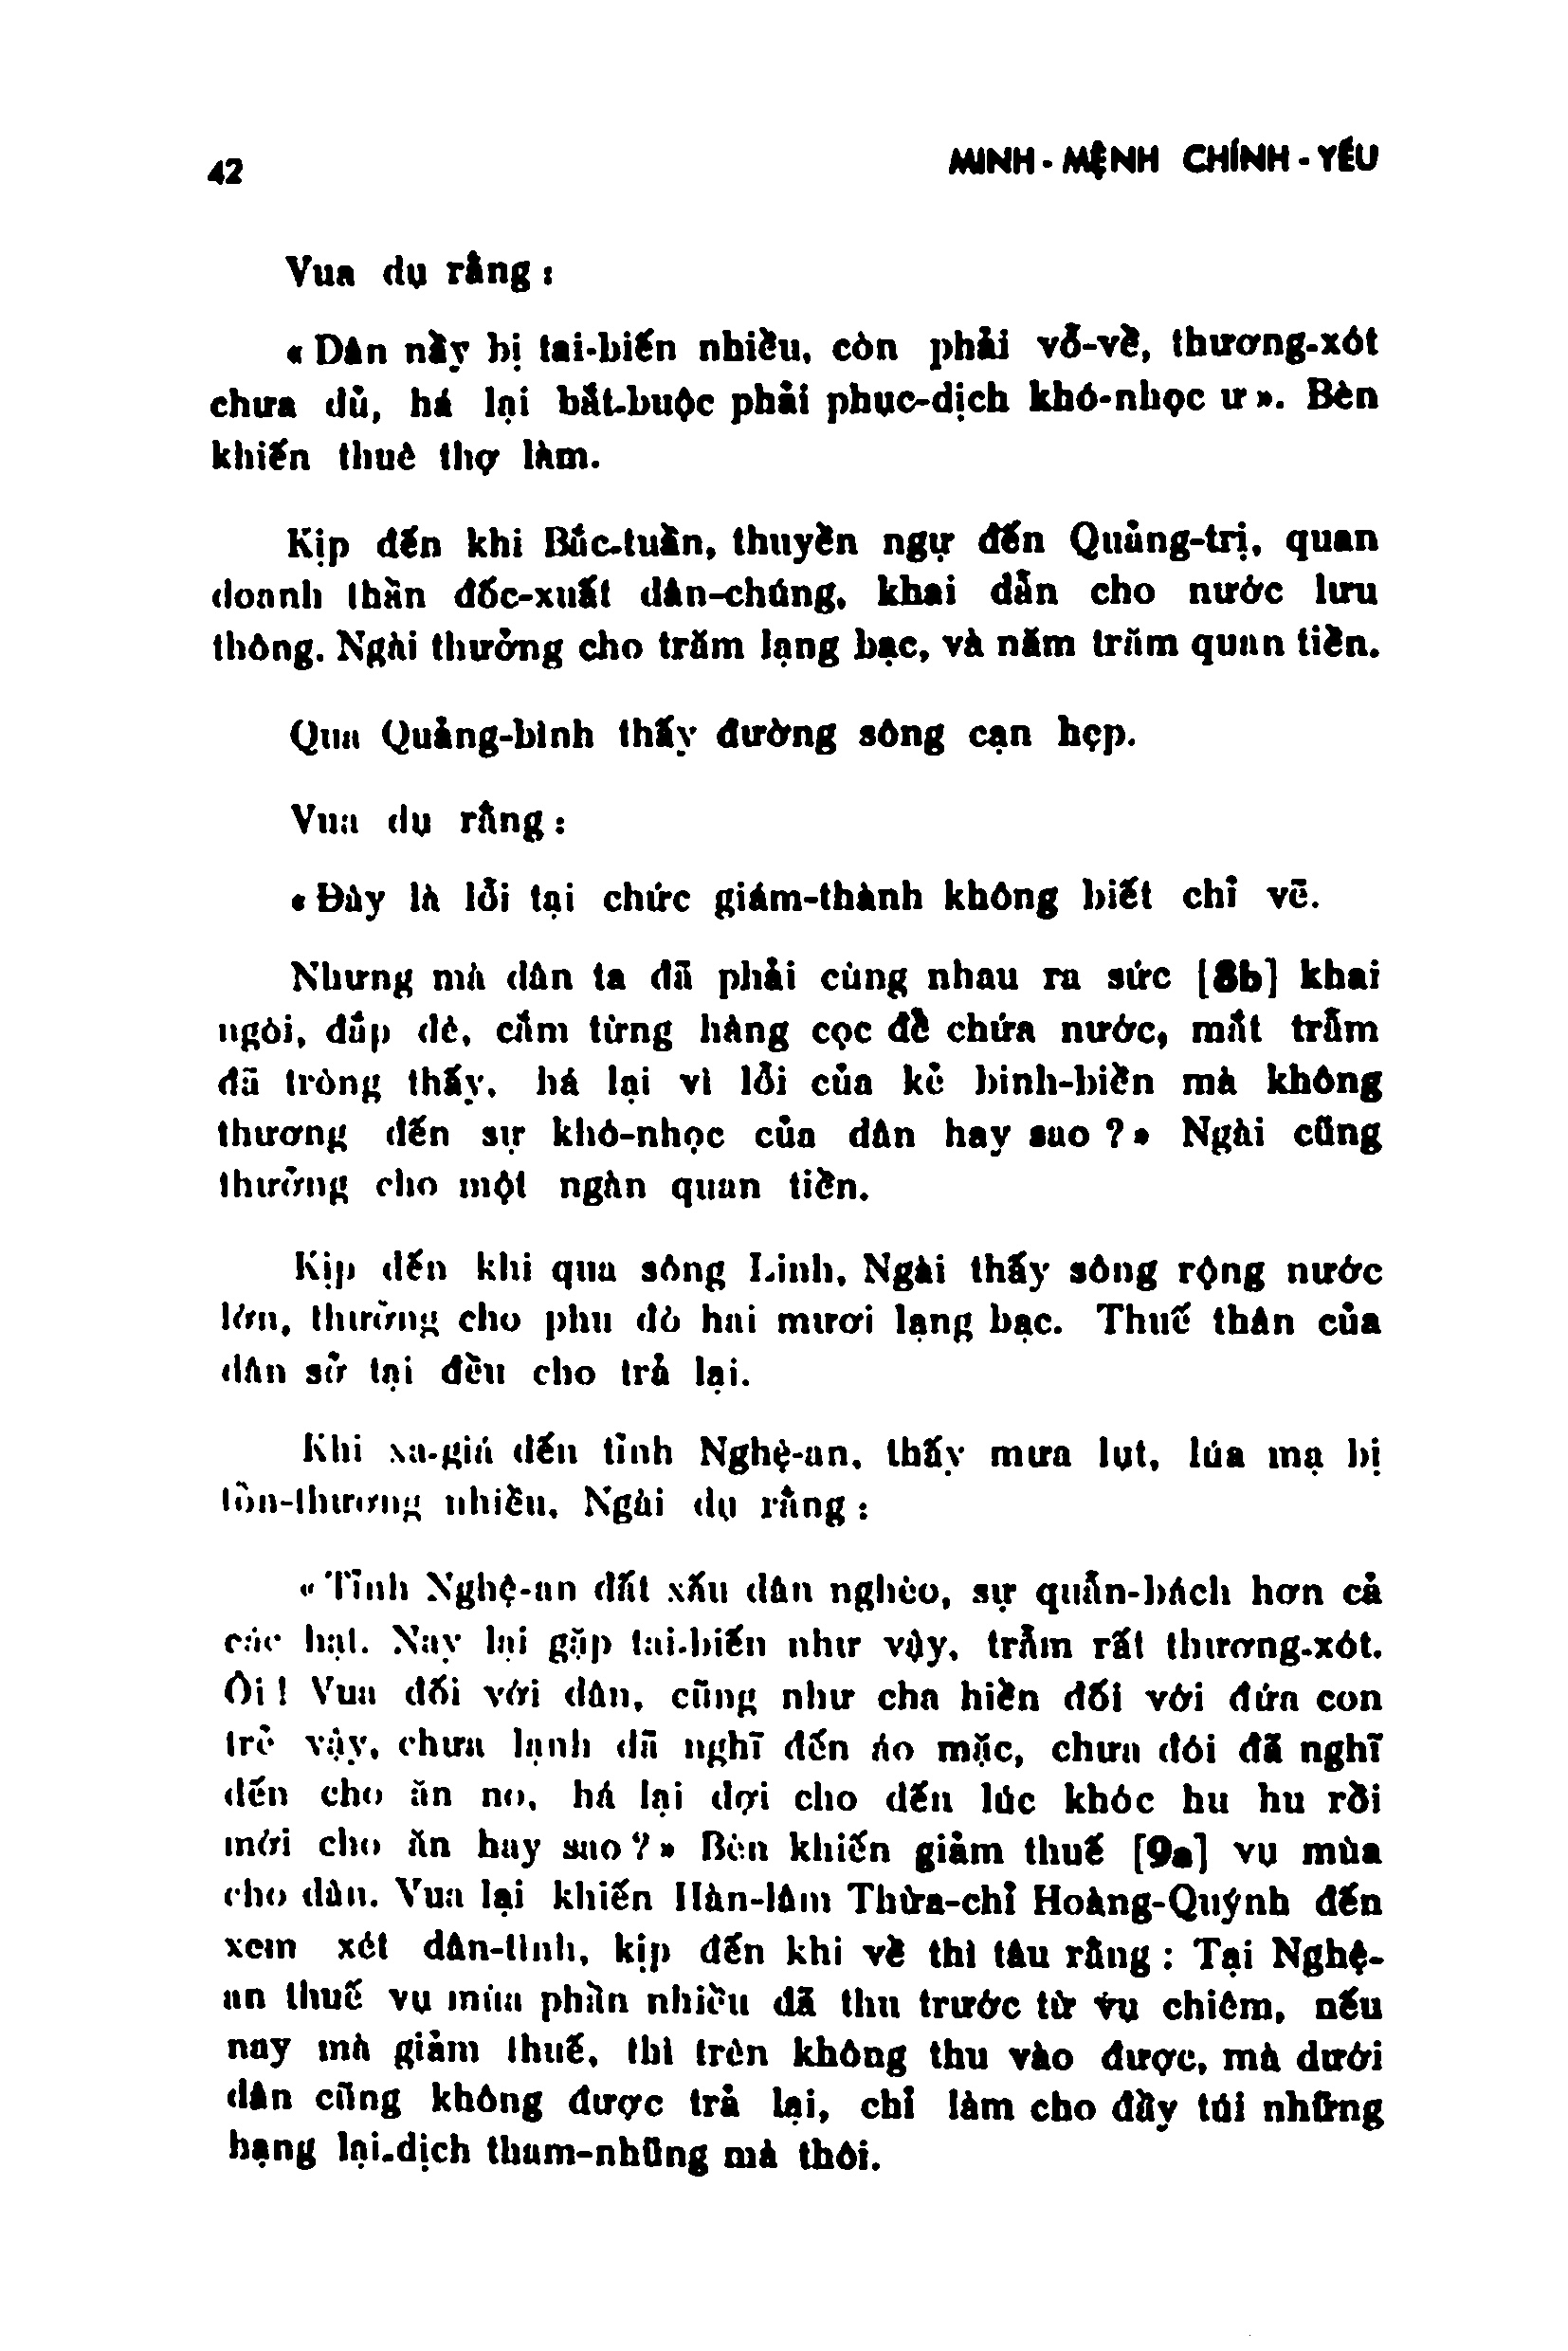 42
MINH-MỆNH CHÍNH-YẾU
Vua dụ rằng :
« Dân nầy bị tai-biến nhiều, còn phải vỗ-về, thương-xót
chưa đủ, há lại bắt-buộc phải phục-dịch khó-nhọc ư ». Bèn
khiến thuê thợ làm.
Kịp đến khi Bắc-tuần, thuyền ngự đến Quảng-trị, quan
doanh thần đốc-xuất dân-chúng, khai dẫn cho nước lưu
thông. Ngài thưởng cho trăm lạng bạc, và năm trăm quan tiền.
Qua Quảng-bình thấy đường sông cạn hẹp.
Vua dụ rằng :
« Đây là lỗi tại chức giám-thành không biết chỉ vẽ.
Nhưng mà dân ta đã phải cùng nhau ra sức [8b] khai
ngòi, đắp đê, cắm từng hàng cọc để chứa nước, mắt trẫm
đã trông thấy, há lại vì lỗi của kẻ binh-biền mà không
thương đến sự khó-nhọc của dân hay sao ? » Ngài cũng
thưởng cho một ngàn quan tiền.
Kịp đến khi qua sông Linh, Ngài thấy sông rộng nước
lớn, thưởng cho phu đò hai mươi lạng bạc. Thuế thân của
dân sở tại đều cho trả lại.
Khi xa-giá đến tỉnh Nghệ-an, thấy mưa lụt, lúa mạ bị
tổn-thương nhiều, Ngài dụ rằng :
« Tỉnh Nghệ-an đất xấu dân nghèo, sự quẫn-bách hơn cả
các hạt. Nay lại gặp tai-biến như vậy, trẫm rất thương-xót.
Ôi ! Vua đối với dân, cũng như cha hiền đối với đứa con
trẻ vậy, chưa lạnh đã nghĩ đến áo mặc, chưa đói đã nghĩ
đến cho ăn no, há lại đợi cho đến lúc khóc hu hu rồi
mới cho ăn hay sao ? » Bèn khiến giảm thuế [9a] vụ mùa
cho dân. Vua lại khiến Hàn-lâm Thừa-chỉ Hoàng-Quýnh đến
xem xét dân-tình, kịp đến khi về thì tâu rằng : Tại Nghệ-
an thuế vụ mùa phần nhiều đã thu trước từ vụ chiêm, nếu
nay mà giảm thuế, thì trên không thu vào được, mà dưới
dân cũng không được trả lại, chỉ làm cho đầy túi những
hạng lại-dịch tham-nhũng mà thôi.